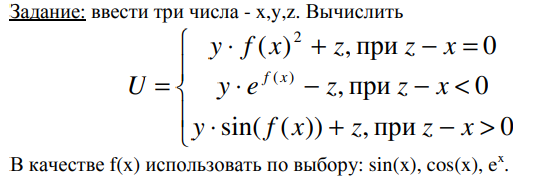 Задание: ввести три числа - x,y,z. Вычислить
y · f(x)² + z, при z − x = 0
U = { y · e^{f(x)} − z, при z − x < 0
y · sin(f(x)) + z, при z − x > 0
В качестве f(x) использовать по выбору: sin(x), cos(x), eˣ.